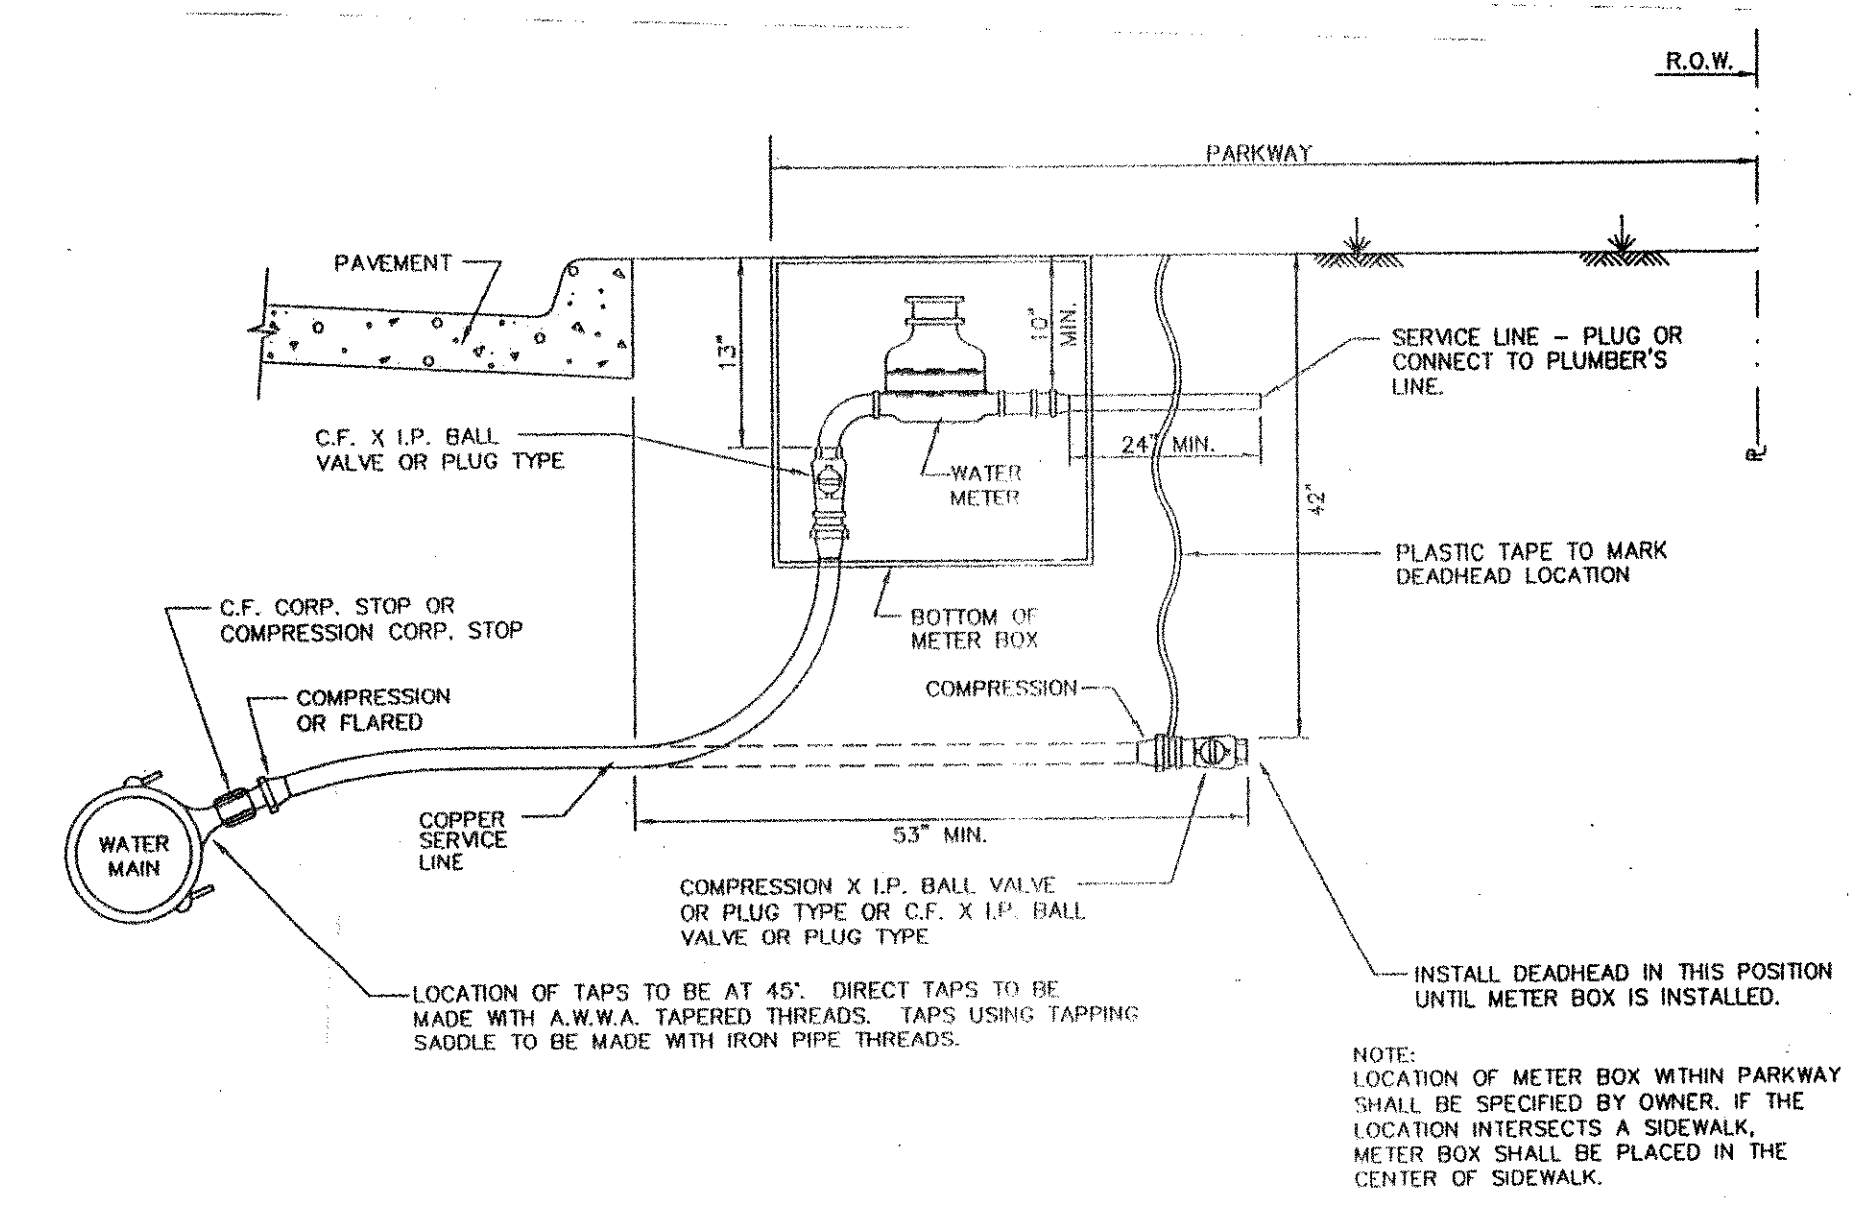 R.O.W.
PARKWAY
PAVEMENT
13"
10"
MIN.
SERVICE LINE – PLUG OR
CONNECT TO PLUMBER'S
LINE.
C.F. X I.P. BALL
VALVE OR PLUG TYPE
24" MIN.
WATER
METER
42"
PLASTIC TAPE TO MARK
DEADHEAD LOCATION
C.F. CORP. STOP OR
COMPRESSION CORP. STOP
BOTTOM OF
METER BOX
COMPRESSION
OR FLARED
COMPRESSION
WATER
MAIN
COPPER
SERVICE
LINE
53" MIN.
COMPRESSION X I.P. BALL VALVE
OR PLUG TYPE OR C.F. X I.P. BALL
VALVE OR PLUG TYPE
LOCATION OF TAPS TO BE AT 45°. DIRECT TAPS TO BE
MADE WITH A.W.W.A. TAPERED THREADS. TAPS USING TAPPING
SADDLE TO BE MADE WITH IRON PIPE THREADS.
INSTALL DEADHEAD IN THIS POSITION
UNTIL METER BOX IS INSTALLED.
NOTE:
LOCATION OF METER BOX WITHIN PARKWAY
SHALL BE SPECIFIED BY OWNER. IF THE
LOCATION INTERSECTS A SIDEWALK,
METER BOX SHALL BE PLACED IN THE
CENTER OF SIDEWALK.